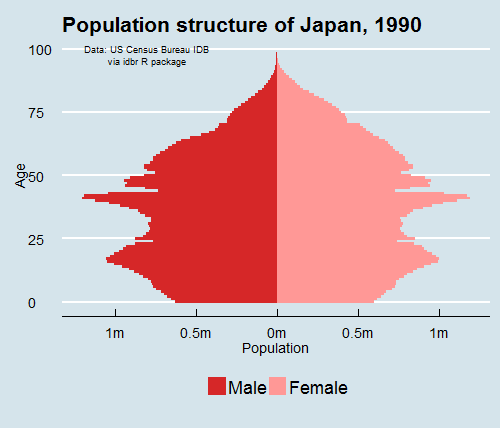 Population structure of Japan, 1990
Data: US Census Bureau IDB
via idbr R package
100
75
50
25
0
Age
1m 0.5m 0m 0.5m 1m
Population
Male Female